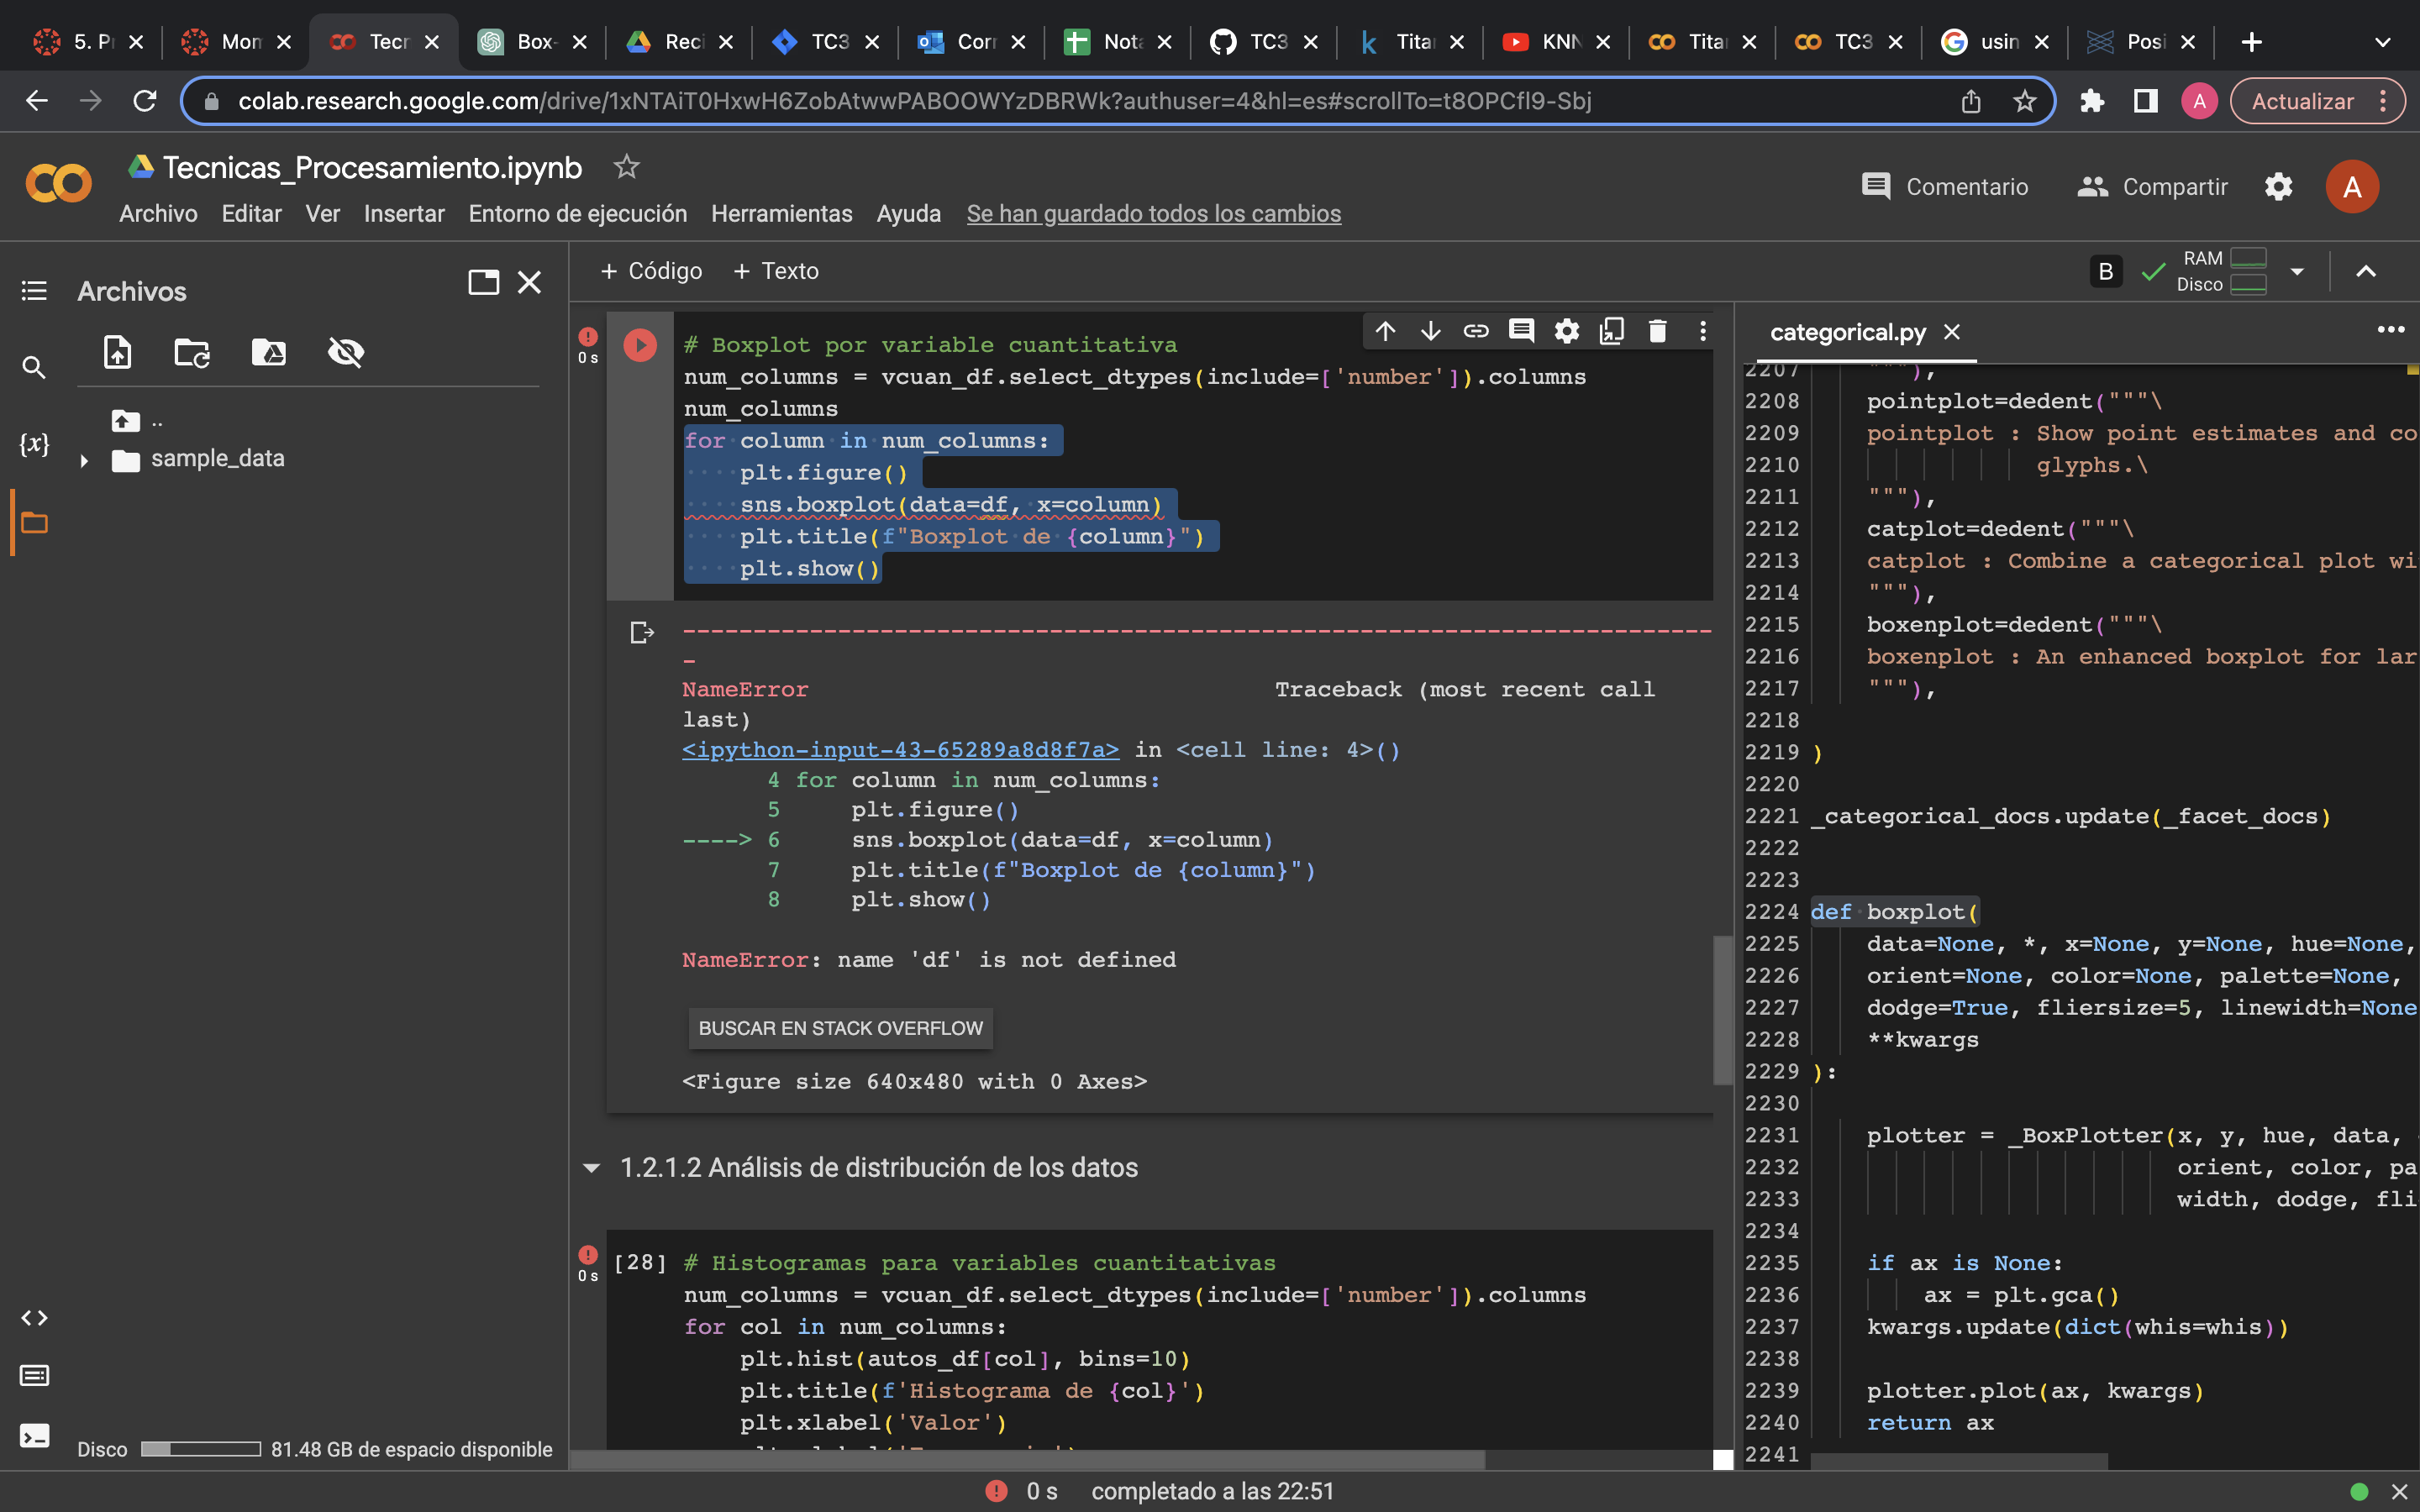 5. P
Mon
Tecn
Box-
Reci
TC3
Corr
Nota
TC3
Tita
KNN
Tita
TC3
usin
Posi
colab.research.google.com/drive/1xNTAiT0HxwH6ZobAtwwPABOOWYzDBRWk?authuser=4&hl=es#scrollTo=t8OPCfl9-Sbj
A
Actualizar
Tecnicas_Procesamiento.ipynb
Archivo Editar Ver Insertar Entorno de ejecución Herramientas Ayuda Se han guardado todos los cambios
Comentario
Compartir
A
Archivos
..
sample_data
{x}
Disco 81.48 GB de espacio disponible
+ Código + Texto
B
RAM
Disco
0 s
# Boxplot por variable cuantitativa
num_columns = vcuan_df.select_dtypes(include=['number']).columns
num_columns
for column in num_columns:
plt.figure()
sns.boxplot(data=df, x=column)
plt.title(f"Boxplot de {column}")
plt.show()
---------------------------------------------------------------------------
NameError Traceback (most recent call
last)
<ipython-input-43-65289a8d8f7a> in <cell line: 4>()
4 for column in num_columns:
5 plt.figure()
----> 6 sns.boxplot(data=df, x=column)
7 plt.title(f"Boxplot de {column}")
8 plt.show()
NameError: name 'df' is not defined
BUSCAR EN STACK OVERFLOW
<Figure size 640x480 with 0 Axes>
1.2.1.2 Análisis de distribución de los datos
0 s
[28] # Histogramas para variables cuantitativas
num_columns = vcuan_df.select_dtypes(include=['number']).columns
for col in num_columns:
plt.hist(autos_df[col], bins=10)
plt.title(f'Histograma de {col}')
plt.xlabel('Valor')
categorical.py
2207 """),
2208 pointplot=dedent("""\
2209 pointplot : Show point estimates and co
2210 glyphs.\
2211 """),
2212 catplot=dedent("""\
2213 catplot : Combine a categorical plot wi
2214 """),
2215 boxenplot=dedent("""\
2216 boxenplot : An enhanced boxplot for lar
2217 """),
2218
2219 )
2220
2221 _categorical_docs.update(_facet_docs)
2222
2223
2224 def boxplot(
2225 data=None, *, x=None, y=None, hue=None,
2226 orient=None, color=None, palette=None,
2227 dodge=True, fliersize=5, linewidth=None
2228 **kwargs
2229 ):
2230
2231 plotter = _BoxPlotter(x, y, hue, data,
2232 orient, color, pa
2233 width, dodge, fli
2234
2235 if ax is None:
2236 ax = plt.gca()
2237 kwargs.update(dict(whis=whis))
2238
2239 plotter.plot(ax, kwargs)
2240 return ax
2241
0 s completado a las 22:51